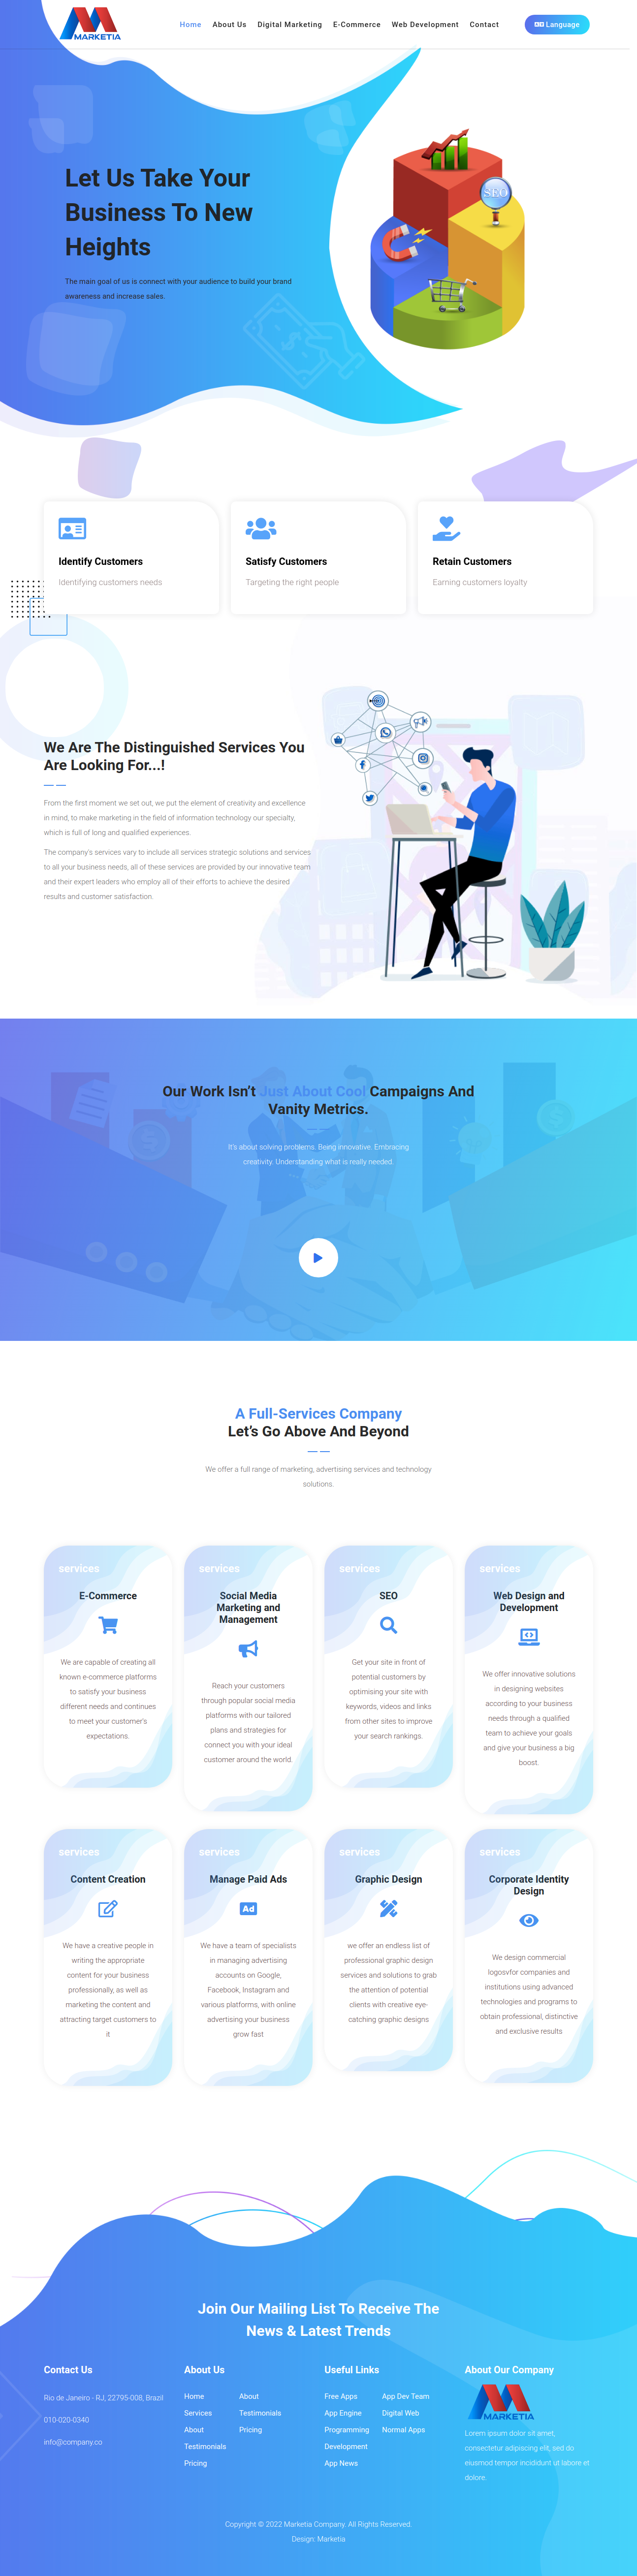 MARKETIA
Home About Us Digital Marketing E-Commerce Web Development Contact Language
Let Us Take Your
Business To New
Heights
The main goal of us is connect with your audience to build your brand
awareness and increase sales.
SEO
Identify Customers
Identifying customers needs
Satisfy Customers
Targeting the right people
Retain Customers
Earning customers loyalty
We Are The Distinguished Services You
Are Looking For...!
From the first moment we set out, we put the element of creativity and excellence
in mind, to make marketing in the field of information technology our specialty,
which is full of long and qualified experiences.
The company's services vary to include all services strategic solutions and services
to all your business needs, all of these services are provided by our innovative team
and their expert leaders who employ all of their efforts to achieve the desired
results and customer satisfaction.
Our Work Isn't Just About Cool Campaigns And
Vanity Metrics.
It's about solving problems. Being innovative. Embracing
creativity. Understanding what is really needed.
A Full-Services Company
Let's Go Above And Beyond
We offer a full range of marketing, advertising services and technology
solutions.
services
E-Commerce
We are capable of creating all
known e-commerce platforms
to satisfy your business
different needs and continues
to meet your customer's
expectations.
services
Social Media
Marketing and
Management
Reach your customers
through popular social media
platforms with our tailored
plans and strategies for
connect you with your ideal
customer around the world.
services
SEO
Get your site in front of
potential customers by
optimising your site with
keywords, videos and links
from other sites to improve
your search rankings.
services
Web Design and
Development
We offer innovative solutions
in designing websites
according to your business
needs through a qualified
team to achieve your goals
and give your business a big
boost.
services
Content Creation
We have a creative people in
writing the appropriate
content for your business
professionally, as well as
marketing the content and
attracting target customers to
it
services
Manage Paid Ads
Ad
We have a team of specialists
in managing advertising
accounts on Google,
Facebook, Instagram and
various platforms, with online
advertising your business
grow fast
services
Graphic Design
we offer an endless list of
professional graphic design
services and solutions to grab
the attention of potential
clients with creative eye-
catching graphic designs
services
Corporate Identity
Design
We design commercial
logosvfor companies and
institutions using advanced
technologies and programs to
obtain professional, distinctive
and exclusive results
Join Our Mailing List To Receive The
News & Latest Trends
Contact Us
Rio de Janeiro - RJ, 22795-008, Brazil
010-020-0340
info@company.co
About Us
Home
Services
About
Testimonials
Pricing
About
Testimonials
Pricing
Useful Links
Free Apps
App Engine
Programming
Development
App News
App Dev Team
Digital Web
Normal Apps
About Our Company
MARKETIA
Lorem ipsum dolor sit amet,
consectetur adipiscing elit, sed do
eiusmod tempor incididunt ut labore et
dolore.
Copyright © 2022 Marketia Company. All Rights Reserved.
Design: Marketia